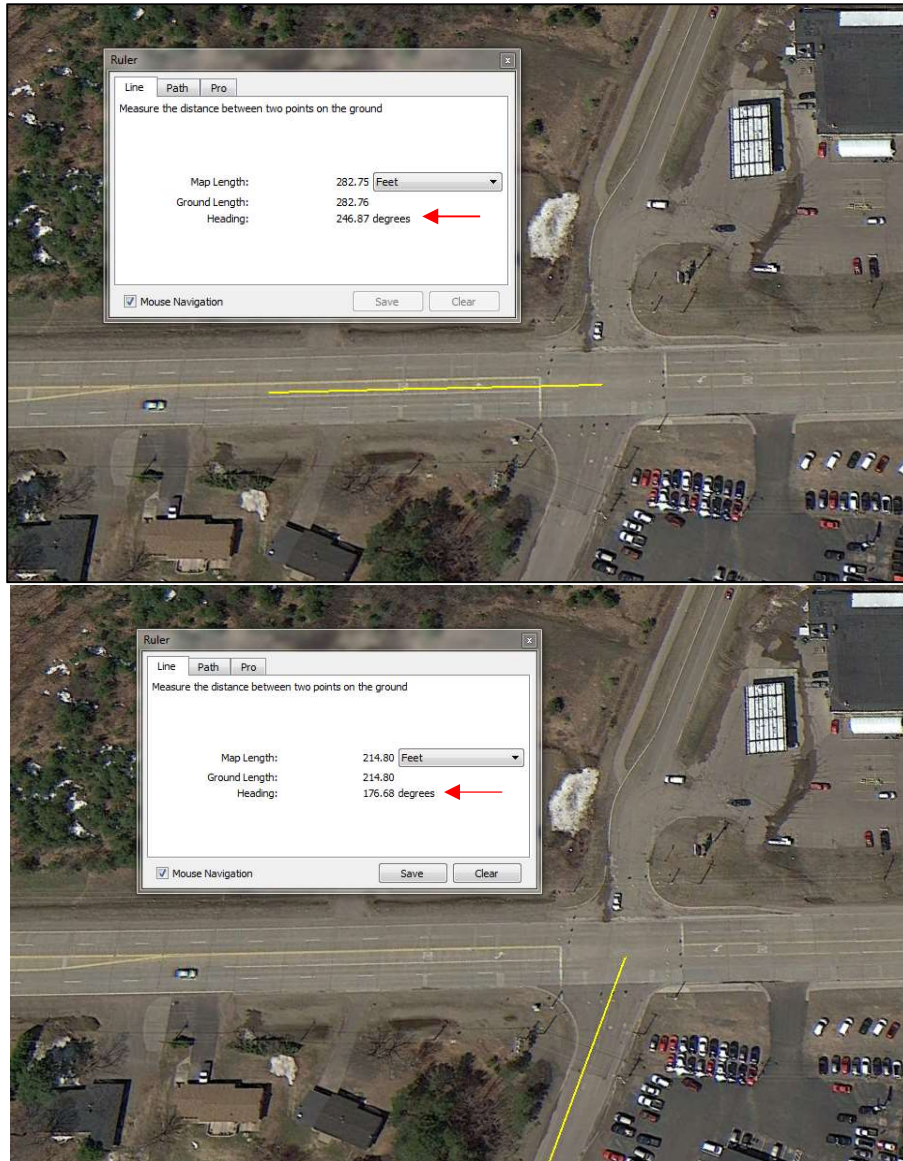 Ruler
Line Path Pro
Measure the distance between two points on the ground
Map Length: 282.75 Feet
Ground Length: 282.76
Heading: 246.87 degrees
Mouse Navigation Save Clear
Ruler
Line Path Pro
Measure the distance between two points on the ground
Map Length: 214.80 Feet
Ground Length: 214.80
Heading: 176.68 degrees
Mouse Navigation Save Clear